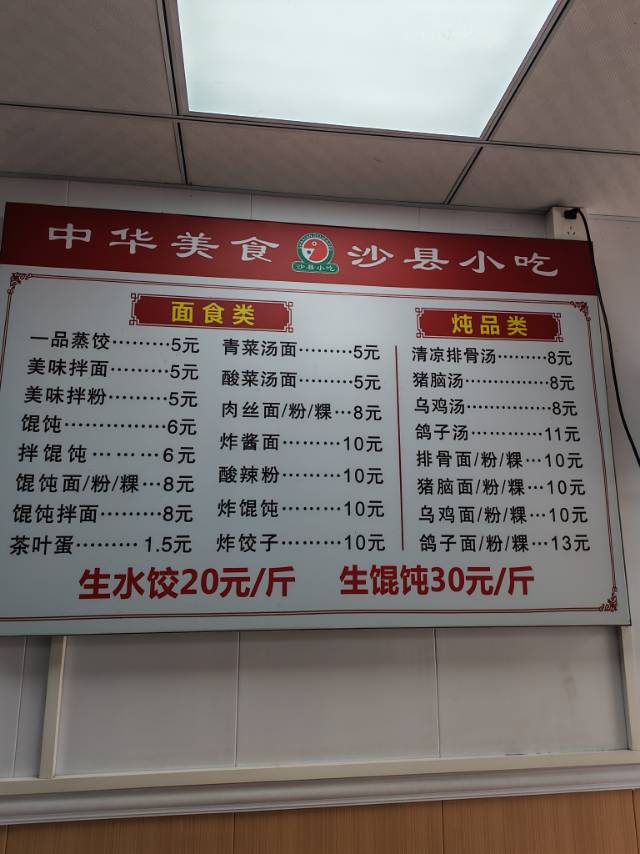 中华美食 沙县小吃 沙县小吃
面食类
一品蒸饺………5元
美味拌面………5元
美味拌粉………5元
馄饨……………6元
拌馄饨………6元
馄饨面/粉/粿…8元
馄饨拌面………8元
茶叶蛋………1.5元
青菜汤面………5元
酸菜汤面………5元
肉丝面/粉/粿…8元
炸酱面………10元
酸辣粉………10元
炸馄饨………10元
炸饺子………10元
炖品类
清凉排骨汤………8元
猪脑汤……………8元
乌鸡汤……………8元
鸽子汤…………11元
排骨面/粉/粿…10元
猪脑面/粉/粿…10元
乌鸡面/粉/粿…10元
鸽子面/粉/粿…13元
生水饺20元/斤 生馄饨30元/斤